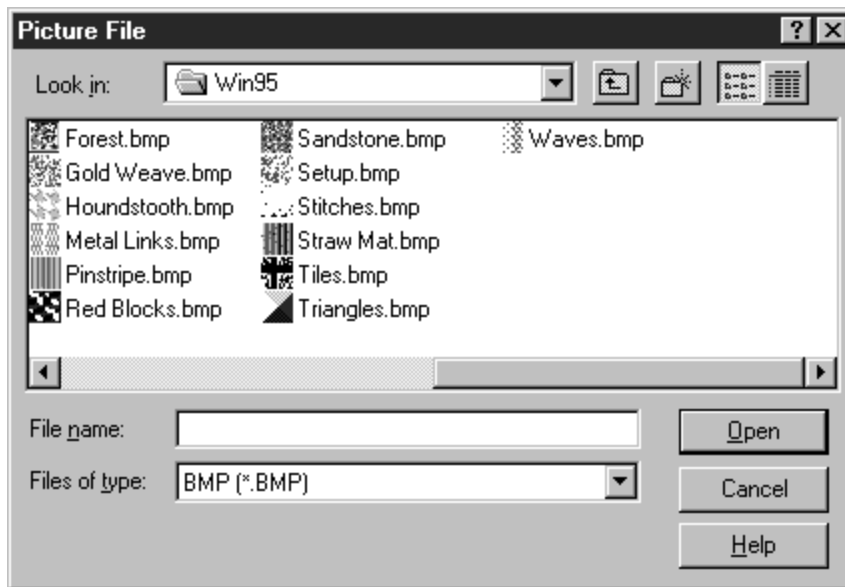 Picture File
Look in: Win95
Forest.bmp Sandstone.bmp Waves.bmp
Gold Weave.bmp Setup.bmp
Houndstooth.bmp Stitches.bmp
Metal Links.bmp Straw Mat.bmp
Pinstripe.bmp Tiles.bmp
Red Blocks.bmp Triangles.bmp
File name: Open
Files of type: BMP (*.BMP) Cancel
Help